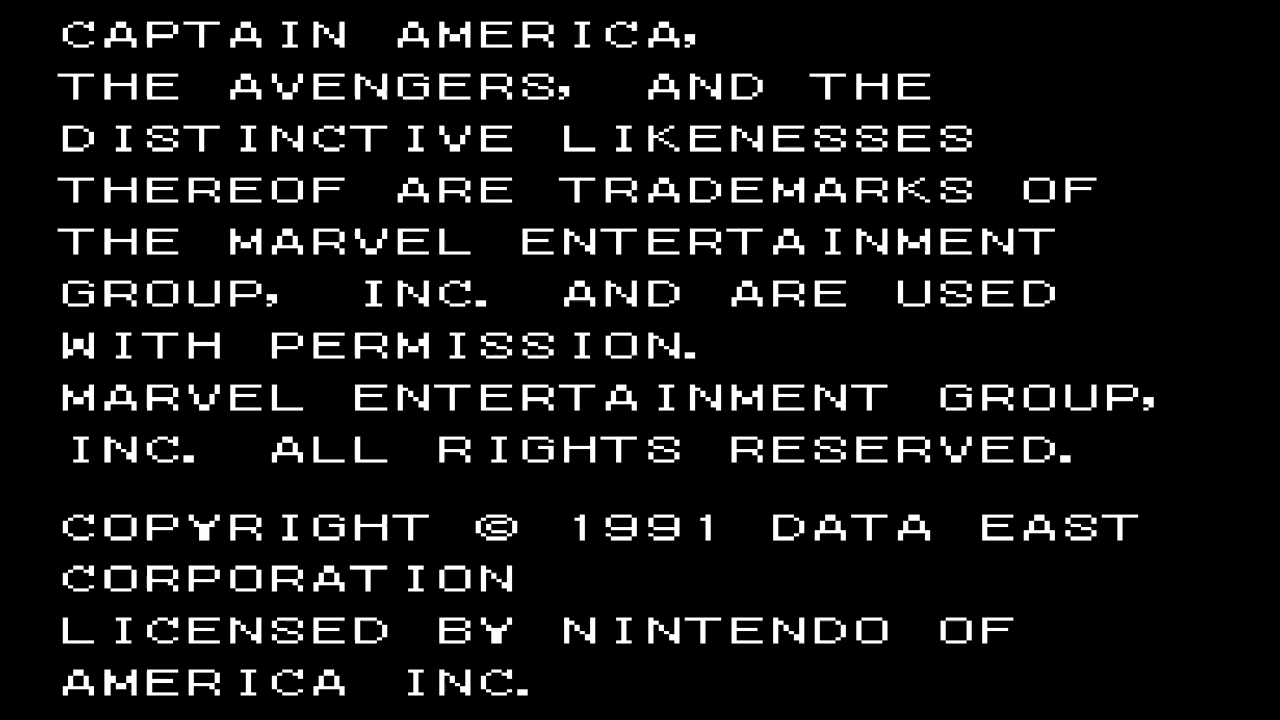 CAPTAIN AMERICA,
THE AVENGERS, AND THE
DISTINCTIVE LIKENESSES
THEREOF ARE TRADEMARKS OF
THE MARVEL ENTERTAINMENT
GROUP, INC. AND ARE USED
WITH PERMISSION.
MARVEL ENTERTAINMENT GROUP,
INC. ALL RIGHTS RESERVED.
COPYRIGHT © 1991 DATA EAST
CORPORATION
LICENSED BY NINTENDO OF
AMERICA INC.